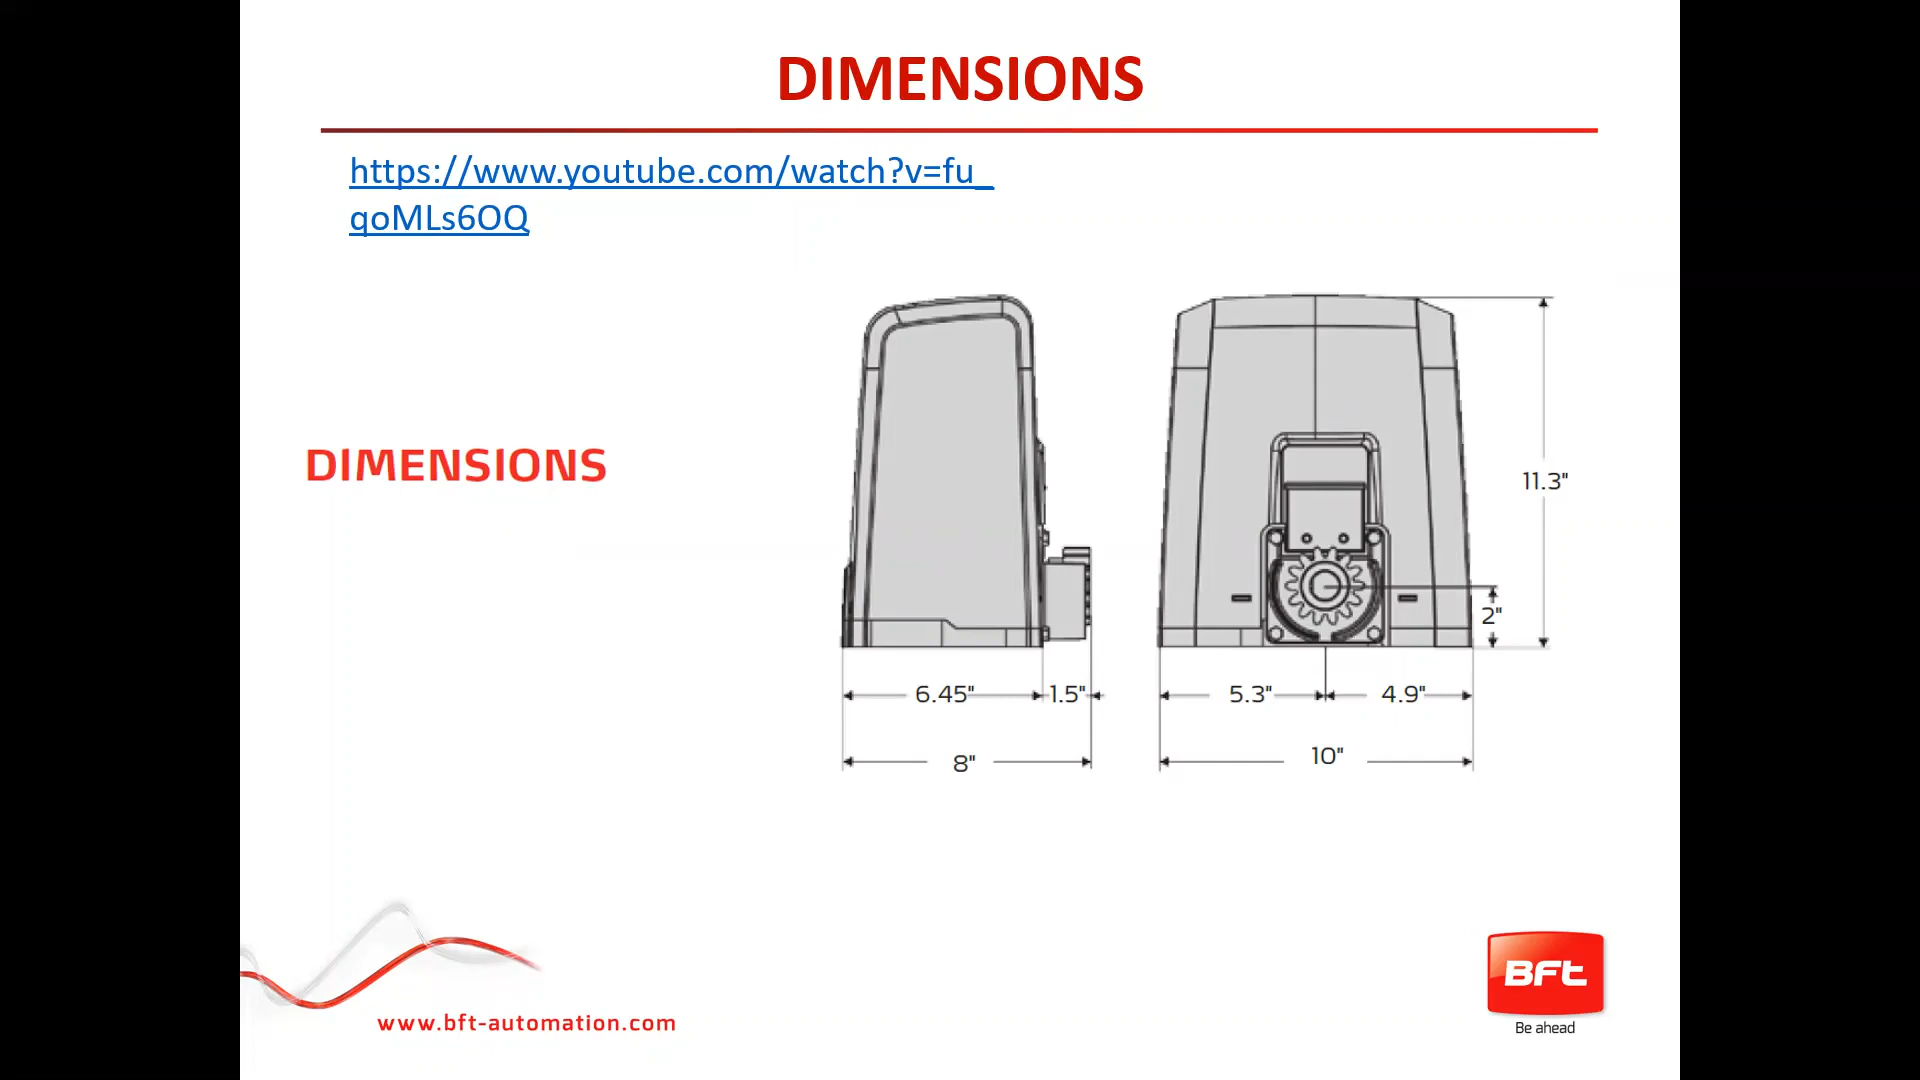 DIMENSIONS
https://www.youtube.com/watch?v=fu_
qoMLs6OQ
DIMENSIONS
11.3"
2"
6.45"
1.5"
5.3"
4.9"
8"
10"
www.bft-automation.com
BFt
Be ahead